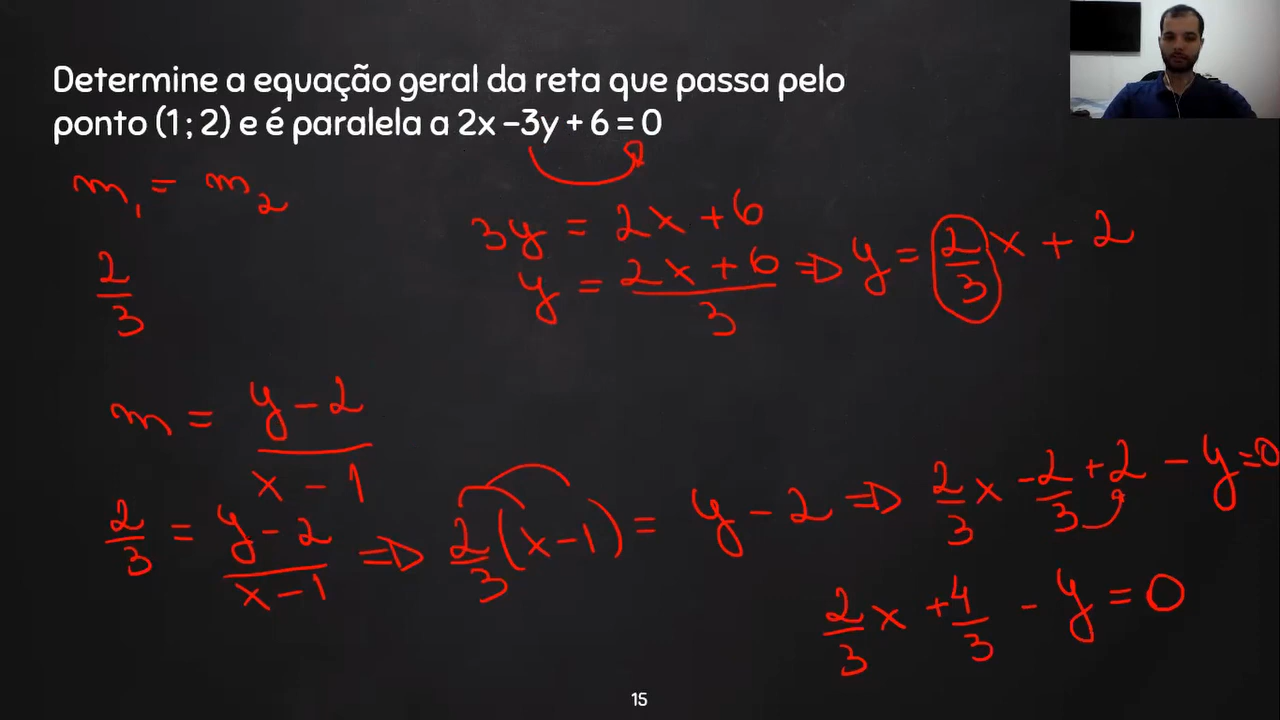 Determine a equação geral da reta que passa pelo
ponto (1 ; 2) e é paralela a 2x -3y + 6 = 0
m₁ = m₂
3y = 2x + 6
2/3
y = (2x + 6)/3 ⇒ y = 2/3 x + 2
m = (y - 2)/(x - 1)
2/3 = (y - 2)/(x - 1) ⇒ 2/3 (x - 1) = y - 2 ⇒ 2/3 x - 2/3 + 2 - y = 0
2/3 x + 4/3 - y = 0
15